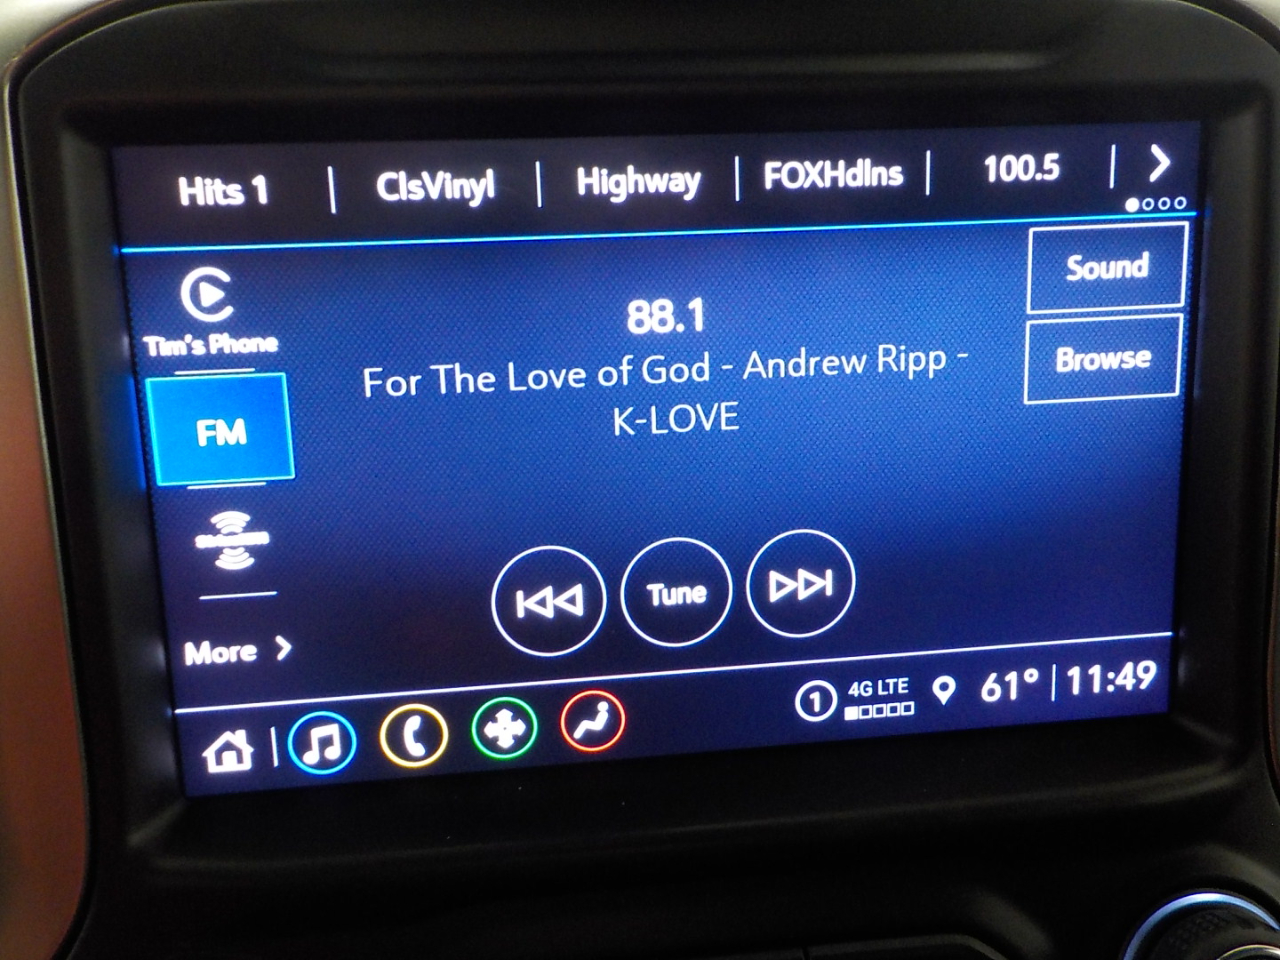 Hits 1 | ClsVinyl | Highway | FOXHdlns | 100.5
Sound
Tim's Phone
88.1
For The Love of God - Andrew Ripp -
K-LOVE
Browse
FM
Tune
More
1 4G LTE 61° | 11:49